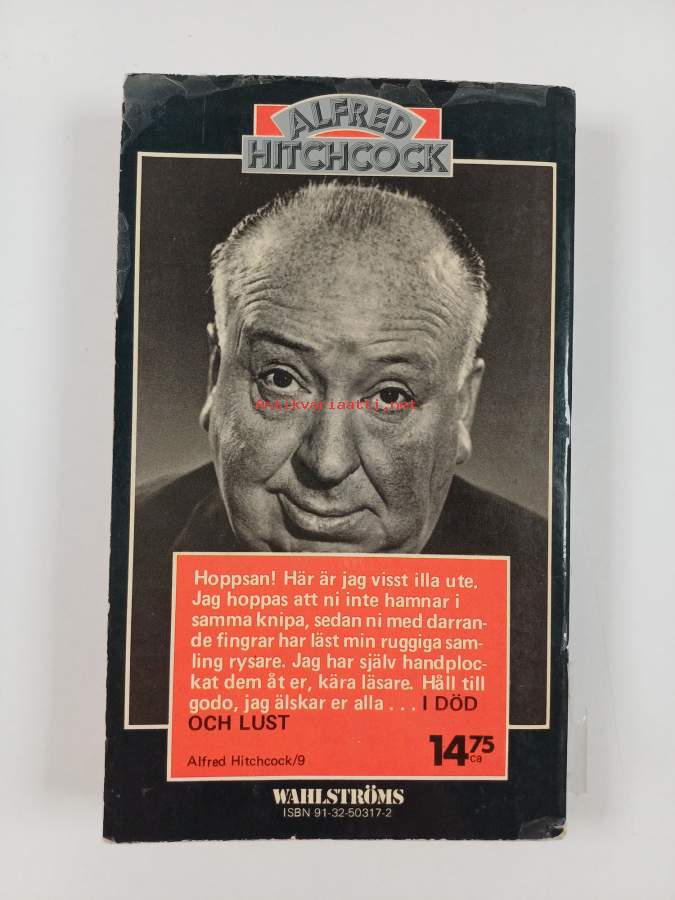 ALFRED
HITCHCOCK
antikvariaatti.net
Hoppsan! Här är jag visst illa ute.
Jag hoppas att ni inte hamnar i
samma knipa, sedan ni med darran-
de fingrar har läst min ruggiga sam-
ling rysare. Jag har själv handploc-
kat dem åt er, kära läsare. Håll till
godo, jag älskar er alla . . . I DÖD
OCH LUST
14 75
ca
Alfred Hitchcock/9
WAHLSTRÖMS
ISBN 91-32-50317-2